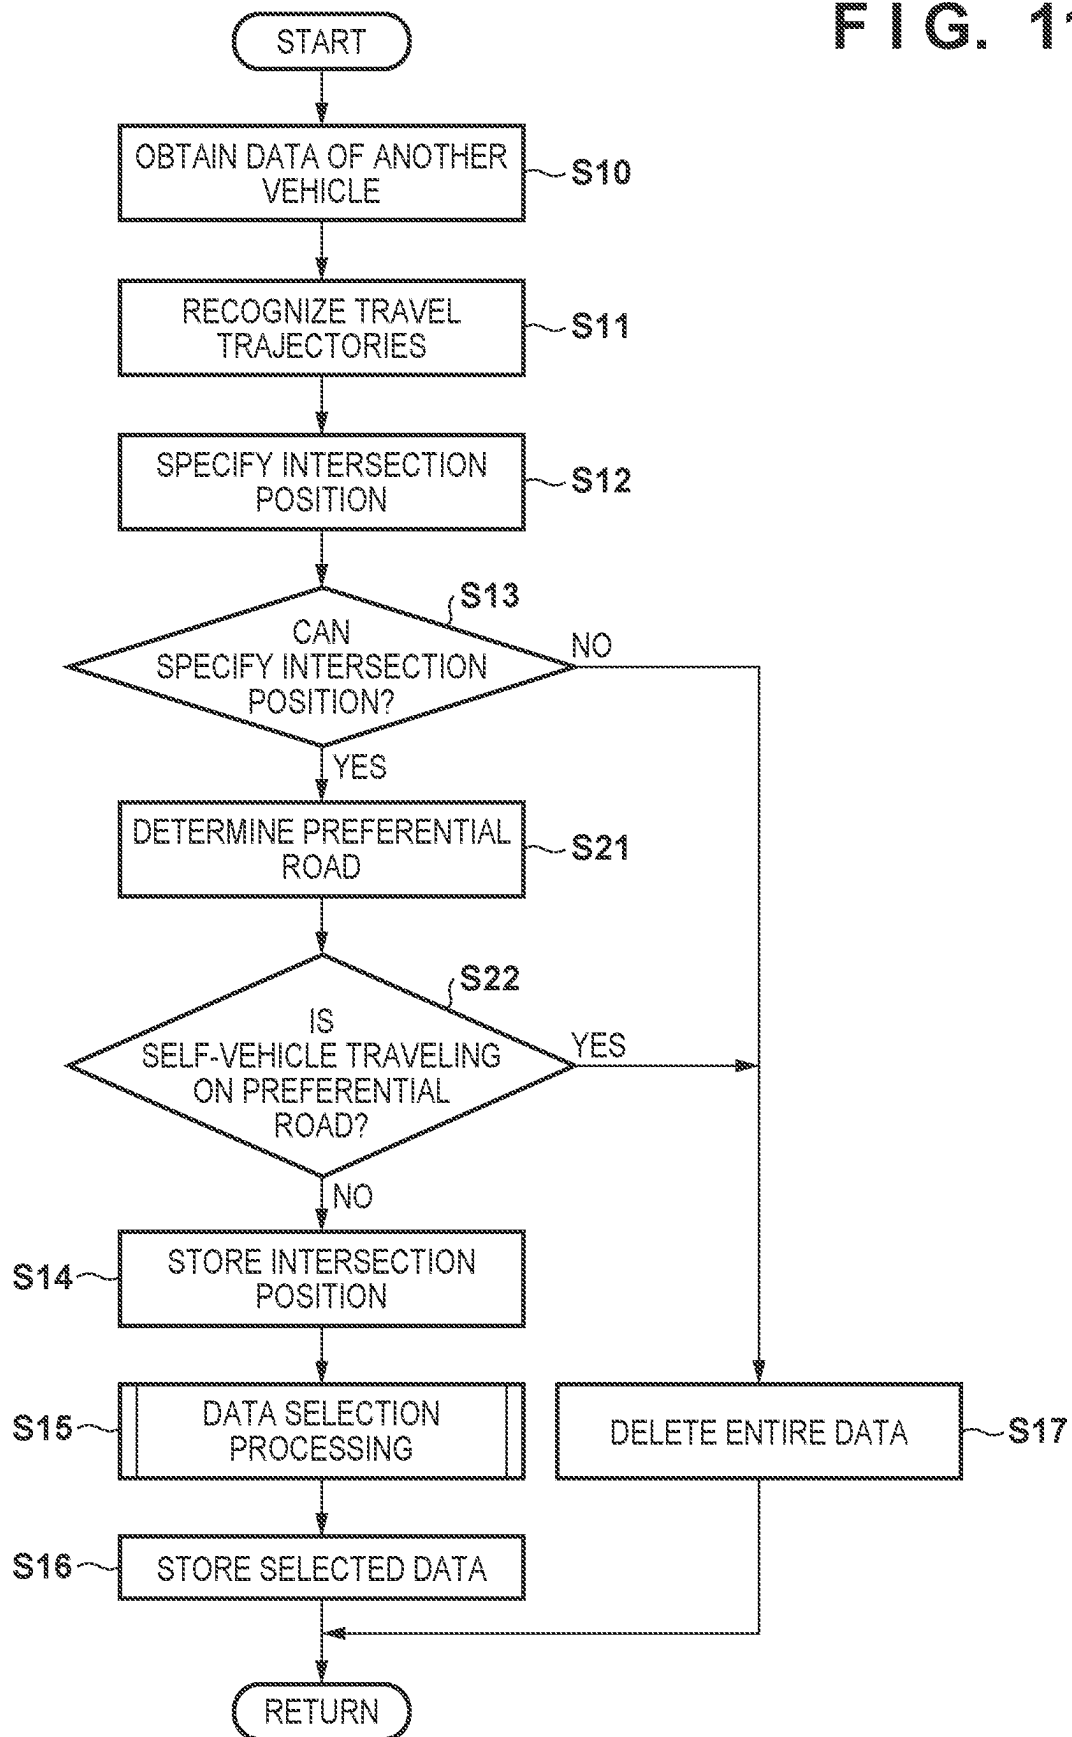 FIG. 11
START
OBTAIN DATA OF ANOTHER
VEHICLE
S10
RECOGNIZE TRAVEL
TRAJECTORIES
S11
SPECIFY INTERSECTION
POSITION
S12
S13
CAN
SPECIFY INTERSECTION
POSITION?
NO
YES
DETERMINE PREFERENTIAL
ROAD
S21
S22
IS
SELF-VEHICLE TRAVELING
ON PREFERENTIAL
ROAD?
YES
NO
S14
STORE INTERSECTION
POSITION
S15
DATA SELECTION
PROCESSING
DELETE ENTIRE DATA
S17
S16
STORE SELECTED DATA
RETURN